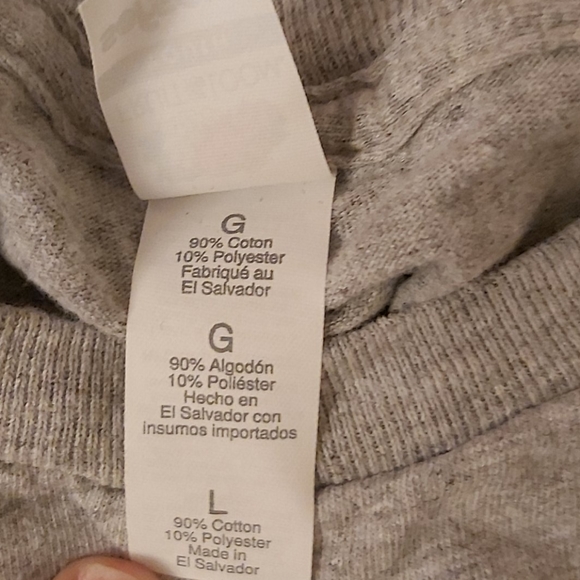 G
90% Coton
10% Polyester
Fabriqué au
El Salvador
G
90% Algodón
10% Poliéster
Hecho en
El Salvador con
insumos importados
L
90% Cotton
10% Polyester
Made in
El Salvador